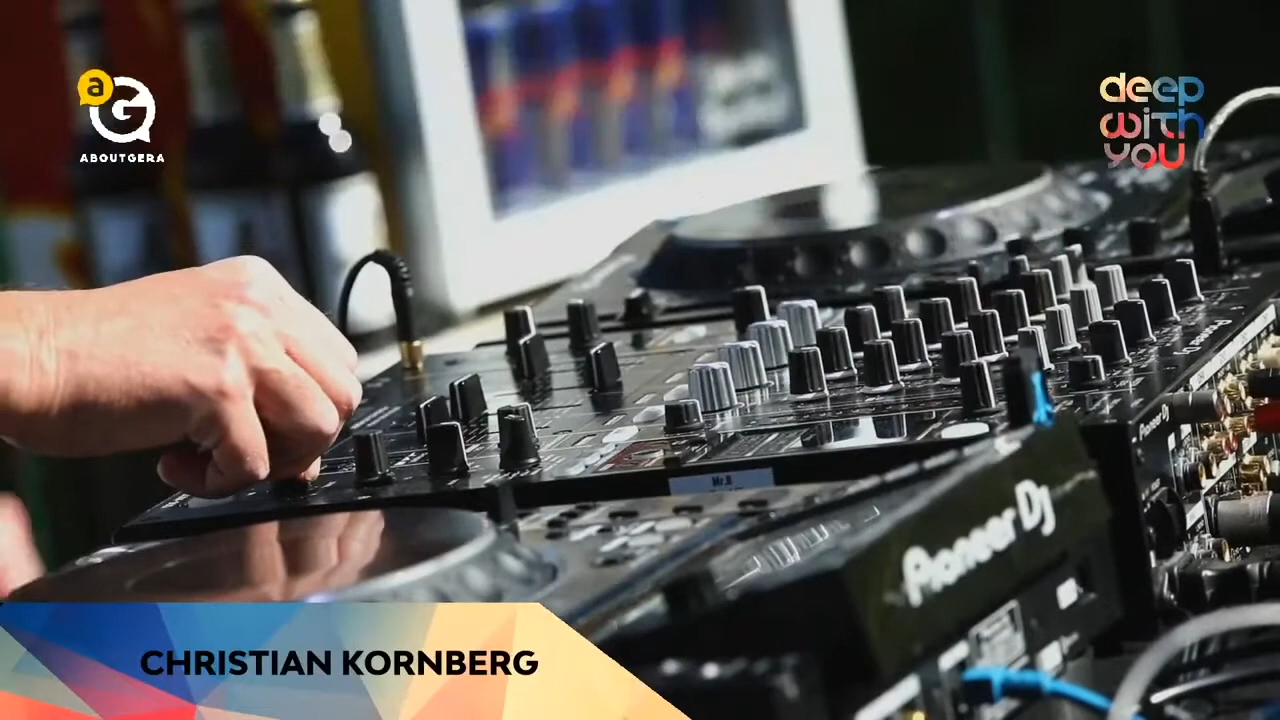 a
G
ABOUTGERA
deep
with
you
Pioneer Dj
Mr.B
Pioneer Dj
CHRISTIAN KORNBERG